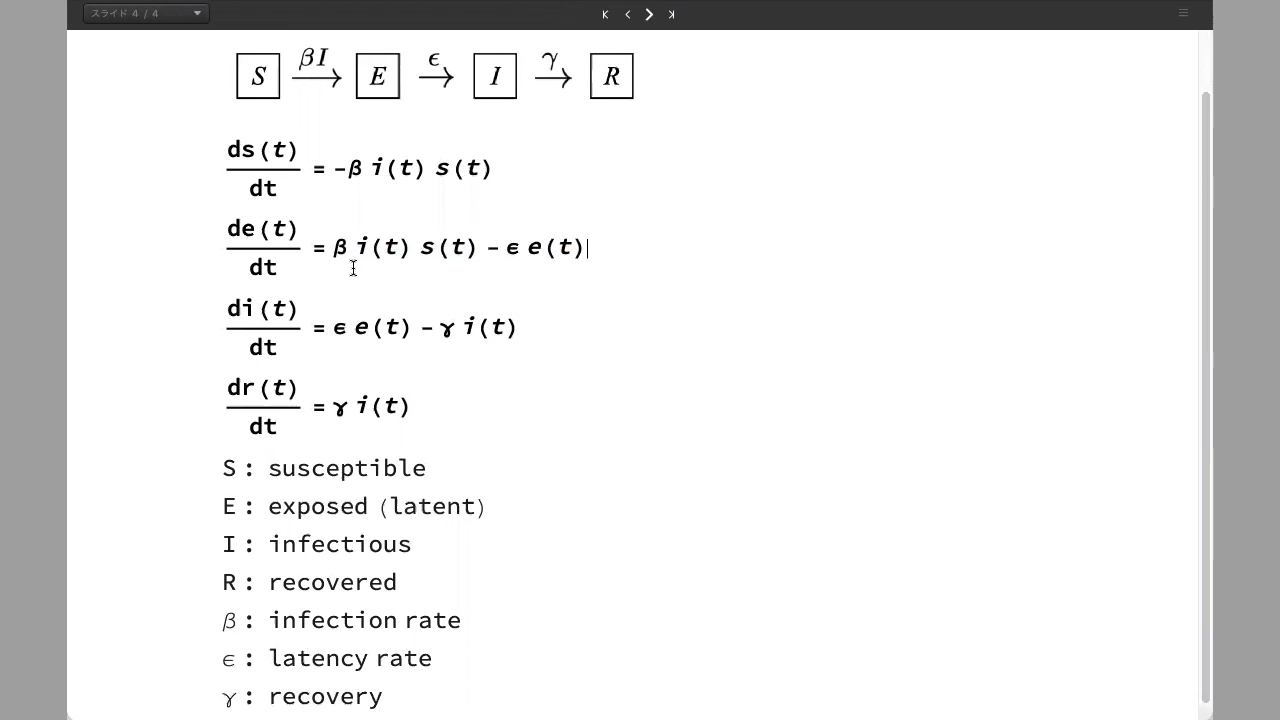 スライド 4 / 4
S βI→ E ϵ→ I γ→ R
ds(t)/dt = -β i(t) s(t)
de(t)/dt = β i(t) s(t) - ϵ e(t)
di(t)/dt = ϵ e(t) - γ i(t)
dr(t)/dt = γ i(t)
S: susceptible
E: exposed (latent)
I: infectious
R: recovered
β: infection rate
ϵ: latency rate
γ: recovery